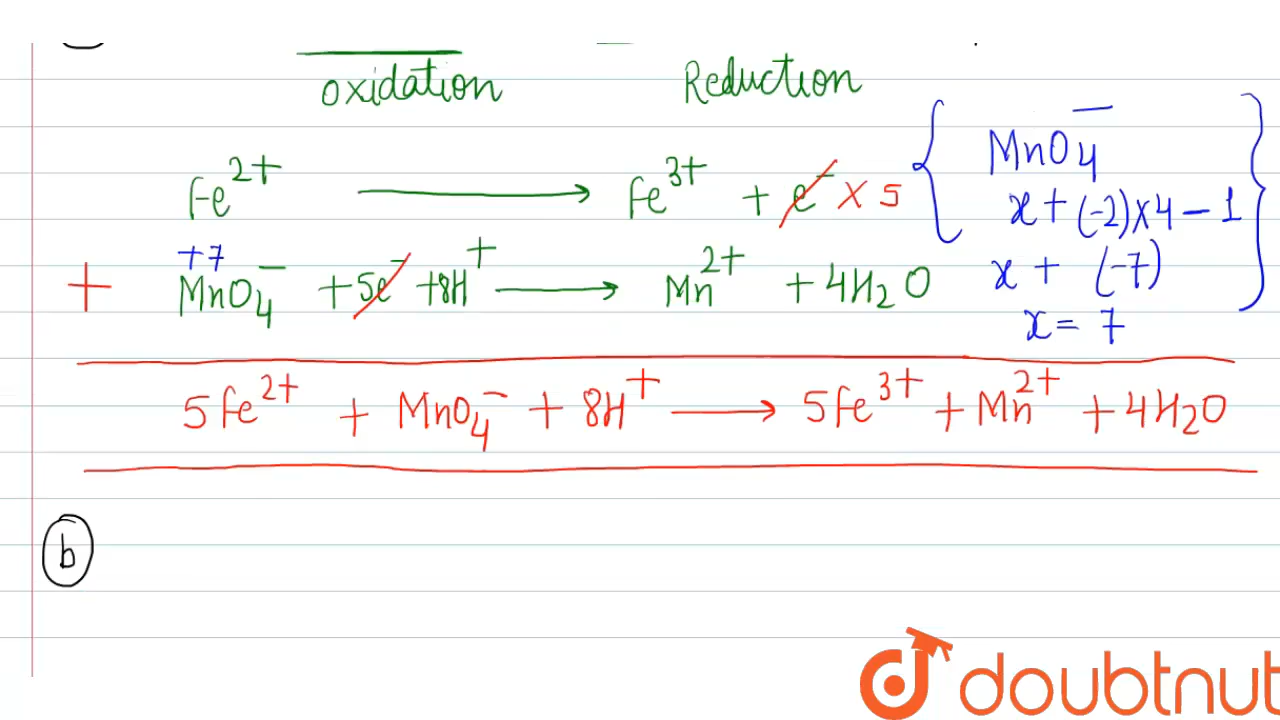 oxidation Reduction
Fe²⁺ ⟶ Fe³⁺ + e⁻ × 5
+7
+ MnO₄⁻ + 5e⁻ + 8H⁺ ⟶ Mn²⁺ + 4H₂O
5Fe²⁺ + MnO₄⁻ + 8H⁺ ⟶ 5Fe³⁺ + Mn²⁺ + 4H₂O
{ MnO₄⁻
x + (-2)×4 - 1
x + (-7)
x = 7 }
b
doubtnut